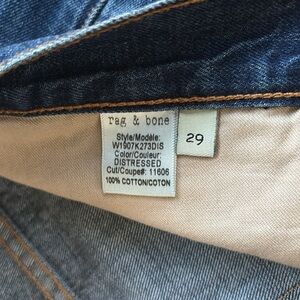 rag & bone
Style/Modèle:
W1907K273DIS
Color/Couleur:
DISTRESSED
Cut/Coupe#: 11606
100% COTTON/COTON
29